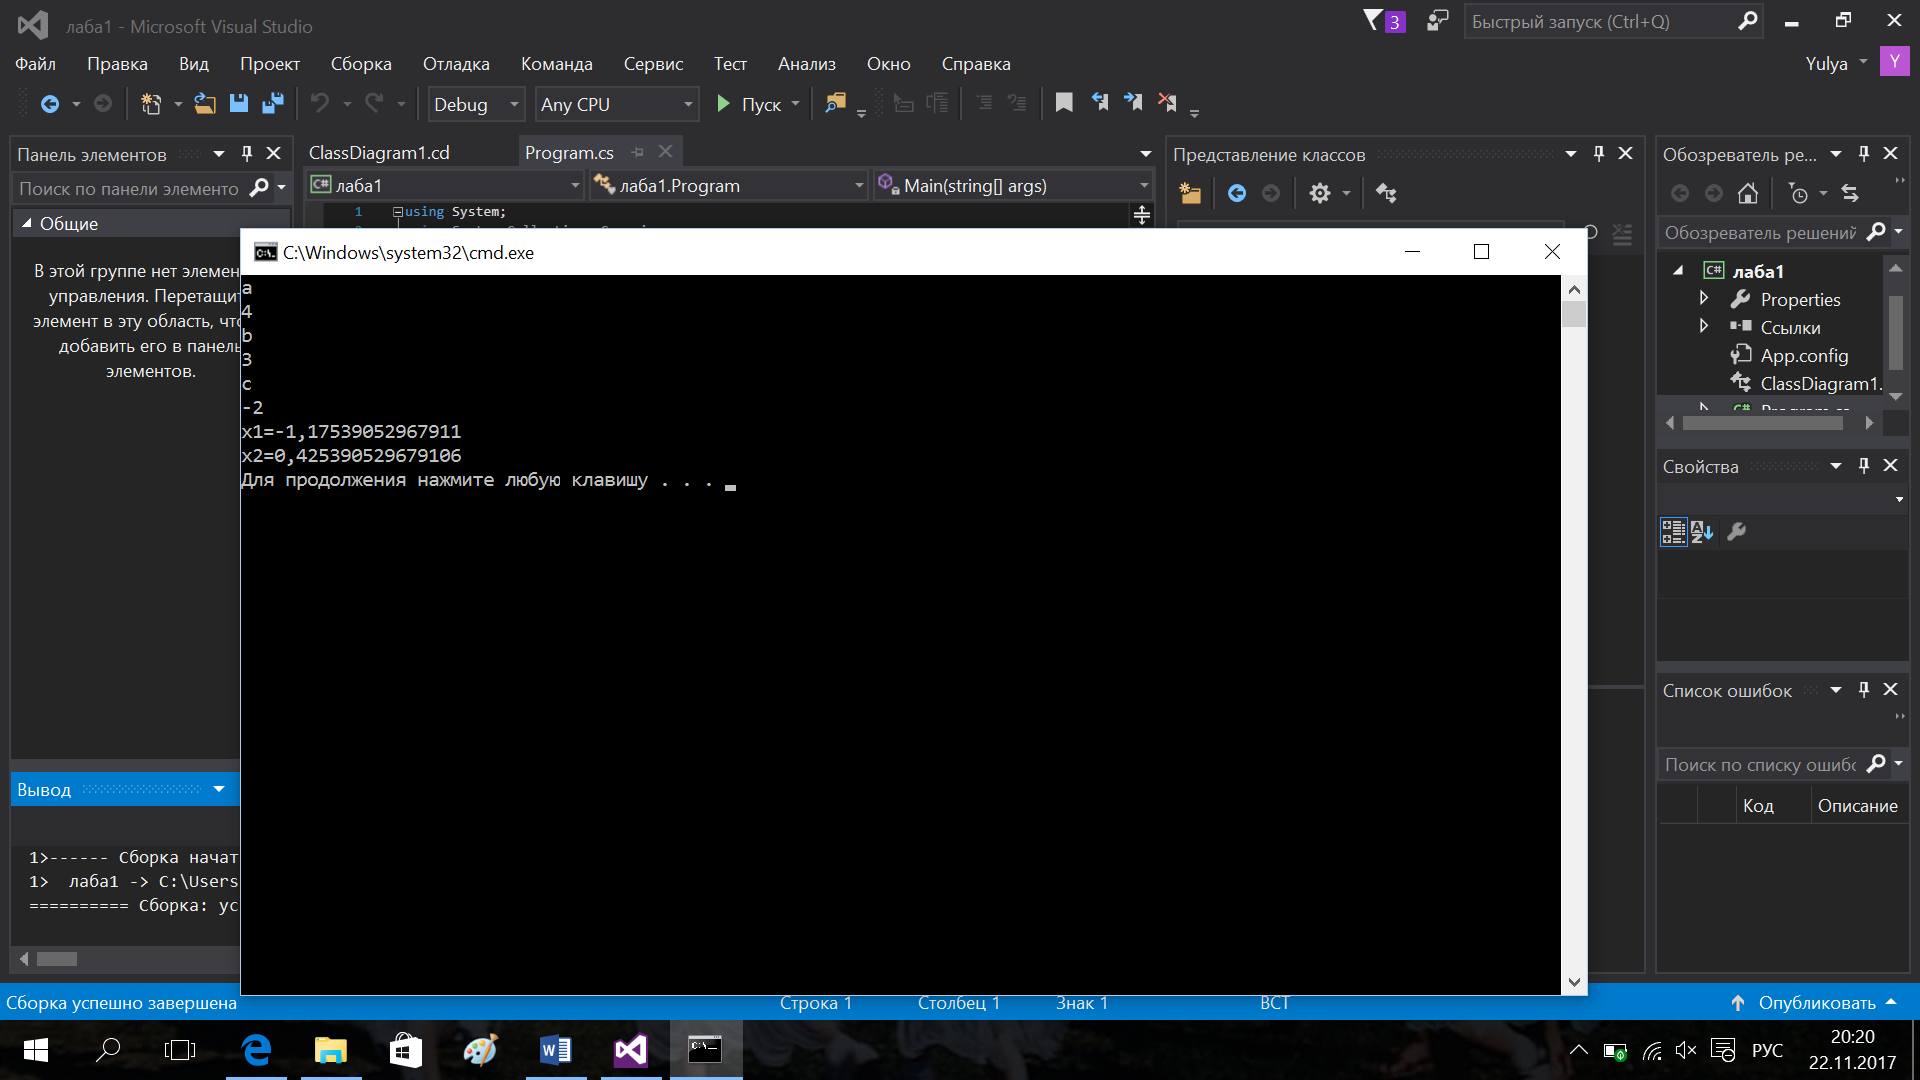 лаба1 - Microsoft Visual Studio
3
Быстрый запуск (Ctrl+Q)
Файл Правка Вид Проект Сборка Отладка Команда Сервис Тест Анализ Окно Справка
Yulya
Y
Debug
Any CPU
Пуск
Панель элементов
Поиск по панели элементо
Общие
В этой группе нет элемен
управления. Перетащит
элемент в эту область, что
добавить его в панель
элементов.
ClassDiagram1.cd
Program.cs
C# лаба1
лаба1.Program
Main(string[] args)
1 using System;
Представление классов
Обозреватель ре...
Обозреватель решений
C# лаба1
Properties
Ссылки
App.config
ClassDiagram1.
C:\Windows\system32\cmd.exe
a
4
b
3
c
-2
x1=-1,17539052967911
x2=0,425390529679106
Для продолжения нажмите любую клавишу . . .
Свойства
Список ошибок
Поиск по списку ошибо
Код
Описание
Вывод
1>------ Сборка начат
1> лаба1 -> C:\Users
========== Сборка: ус
Сборка успешно завершена
Строка 1
Столбец 1
Знак 1
ВСТ
Опубликовать
РУС
20:20
22.11.2017